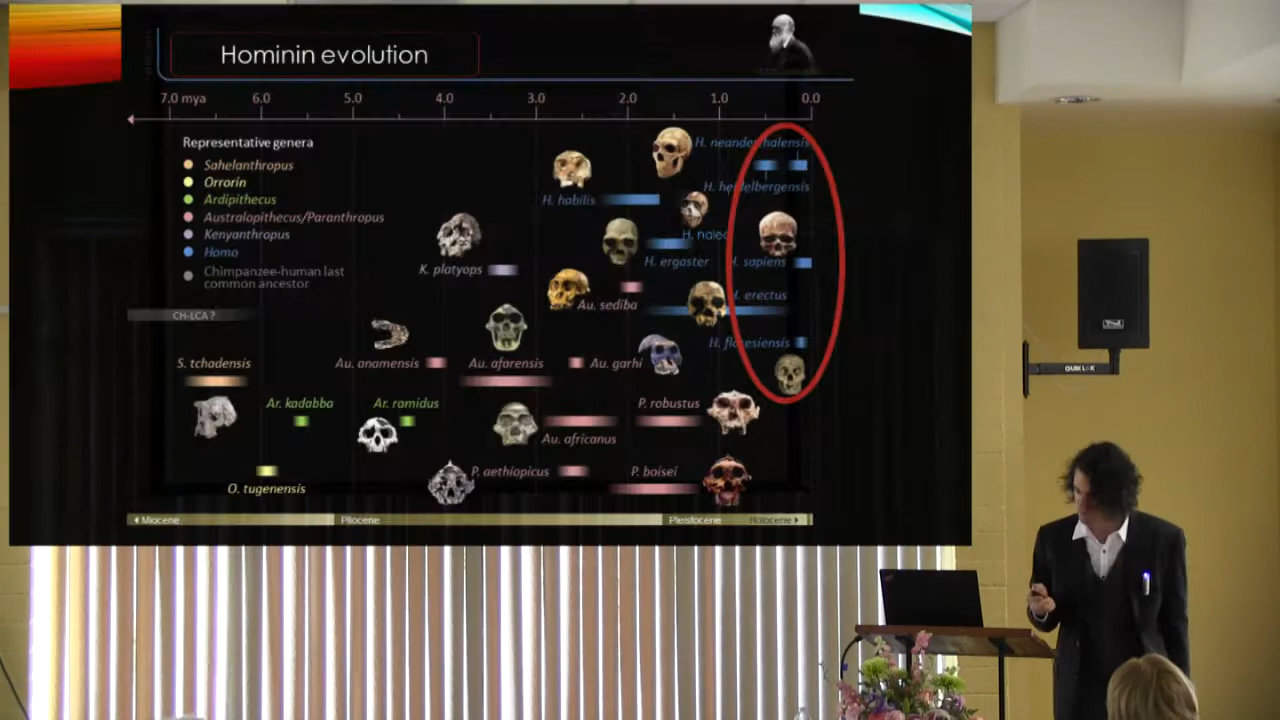 Hominin evolution
7.0 mya 6.0 5.0 4.0 3.0 2.0 1.0 0.0
Representative genera
Sahelanthropus
Orrorin
Ardipithecus
Australopithecus/Paranthropus
Kenyanthropus
Homo
Chimpanzee-human last
common ancestor
H. neanderthalensis
H. heidelbergensis
H. habilis
H. naledi
K. platyops
H. ergaster
H. sapiens
Au. sediba
H. erectus
CH-LCA ?
H. floresiensis
S. tchadensis
Au. anamensis
Au. afarensis
Au. garhi
Ar. kadabba
Ar. ramidus
P. robustus
Au. africanus
P. aethiopicus
P. boisei
O. tugenensis
Miocene
Pliocene
Pleistocene
Holocene
QUIK LOK